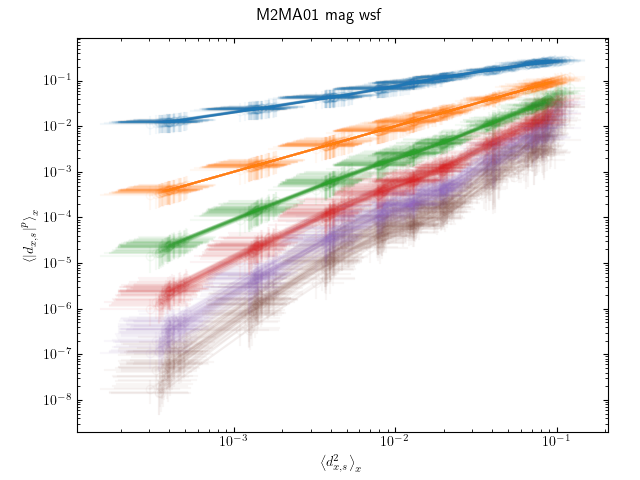 M2MA01 mag wsf
10⁻¹
10⁻²
10⁻³
10⁻⁴
10⁻⁵
10⁻⁶
10⁻⁷
10⁻⁸
⟨|d_{x,s}|^p⟩_x
10⁻³ 10⁻² 10⁻¹
⟨d²_{x,s}⟩_x